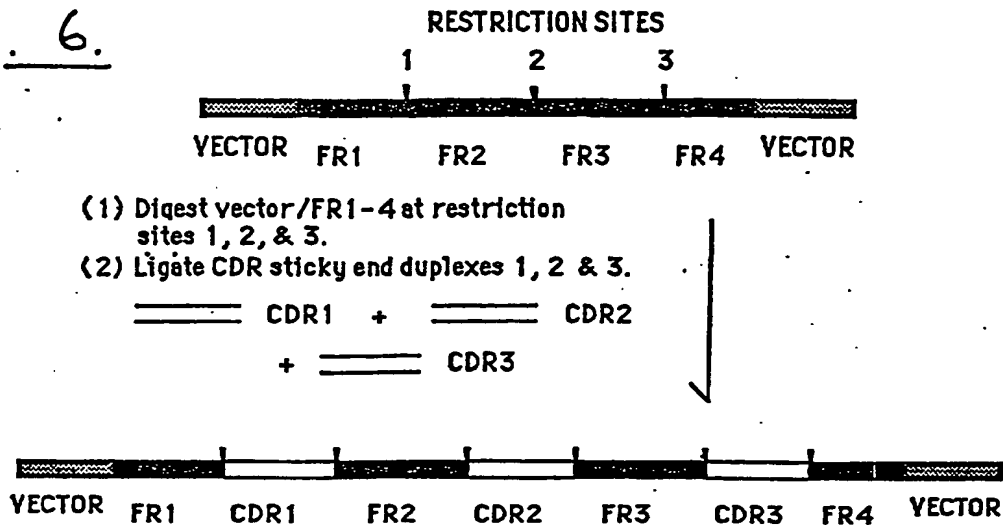 . 6.
RESTRICTION SITES
1 2 3
VECTOR FR1 FR2 FR3 FR4 VECTOR
(1) Digest vector/FR1-4 at restriction
sites 1, 2, & 3.
(2) Ligate CDR sticky end duplexes 1, 2 & 3.
CDR1 + CDR2
+ CDR3
VECTOR FR1 CDR1 FR2 CDR2 FR3 CDR3 FR4 VECTOR